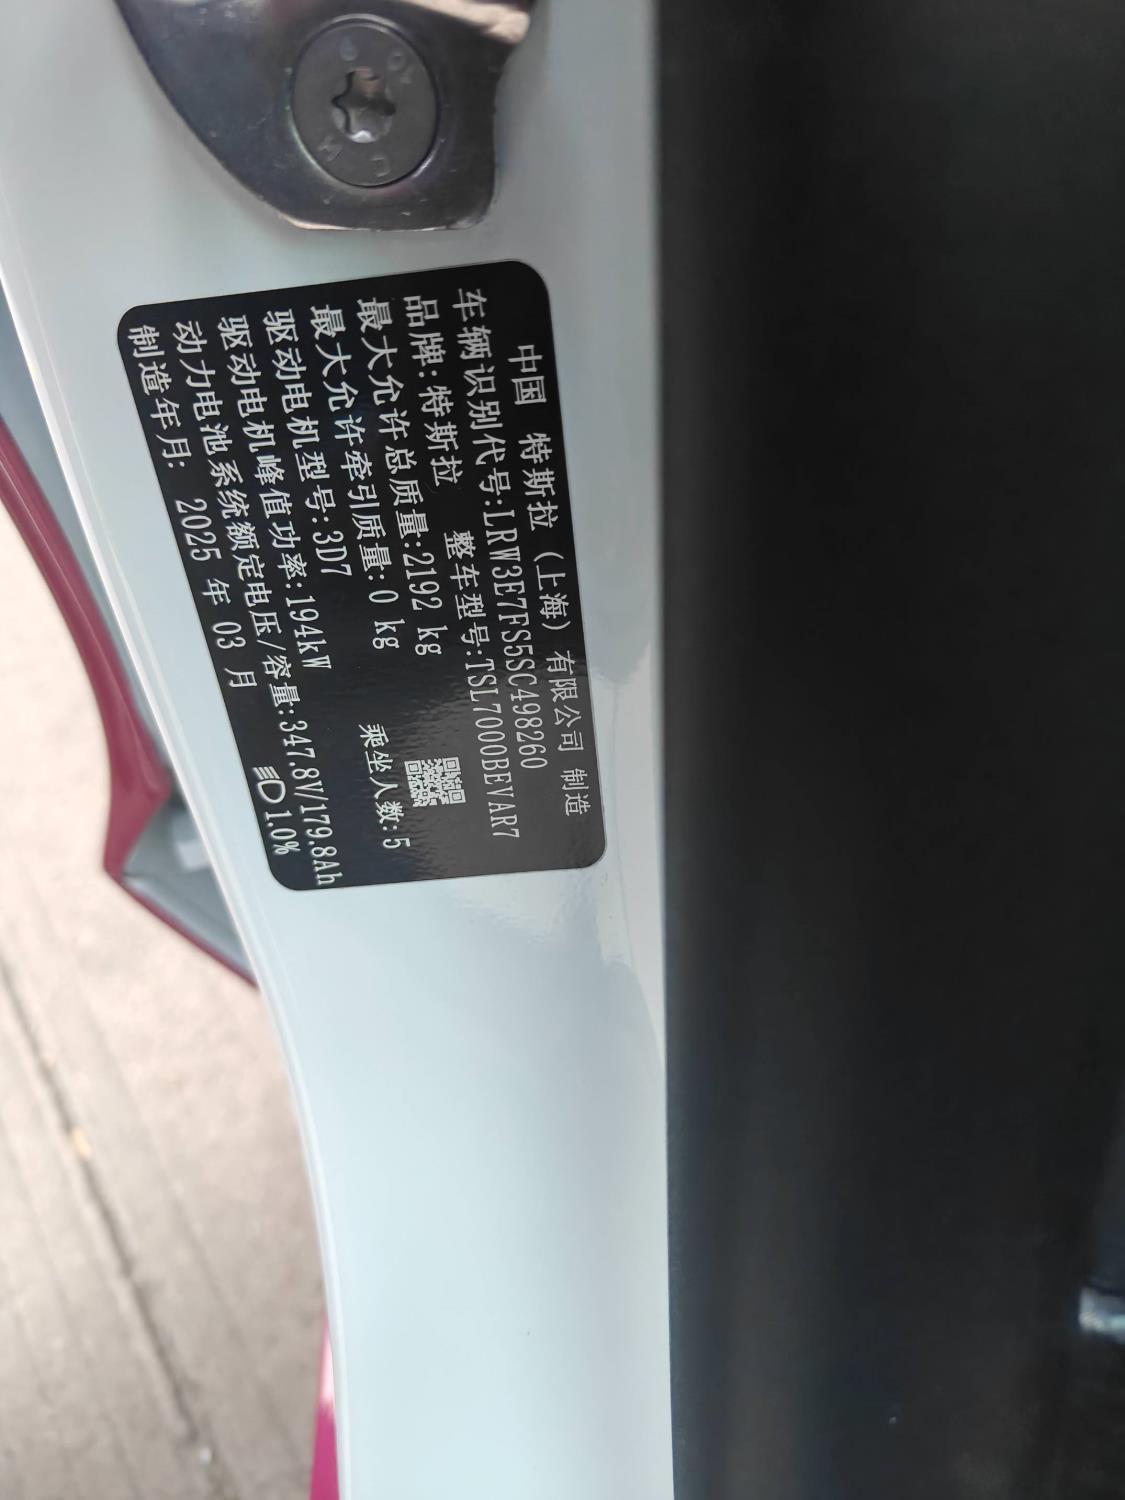 中国 特斯拉（上海）有限公司 制造
车辆识别代号:LRW3E7FS5SC498260
品牌:特斯拉 整车型号:TSL7000BEVAR7
最大允许总质量:2192 kg
最大允许牵引质量:0 kg 乘坐人数:5
驱动电机型号:3D7
驱动电机峰值功率:194kW
动力电池系统额定电压/容量:347.8V/179.8Ah
制造年月: 2025 年 03 月 1.0%